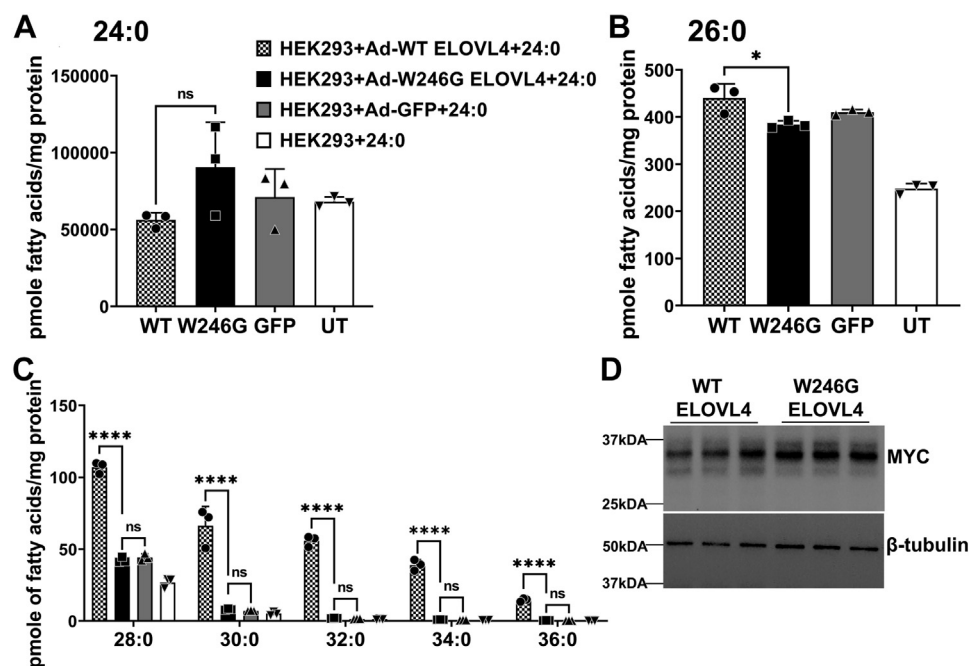 A
24:0
HEK293+Ad-WT ELOVL4+24:0
HEK293+Ad-W246G ELOVL4+24:0
HEK293+Ad-GFP+24:0
HEK293+24:0
pmole fatty acids/mg protein
150000
100000
50000
0
ns
WT W246G GFP UT
B
26:0
pmole fatty acids/mg protein
500
400
300
200
100
0
*
WT W246G GFP UT
C
pmole of fatty acids/mg protein
150
100
50
0
**** **** **** **** ****
ns ns ns ns ns
28:0 30:0 32:0 34:0 36:0
D
WT W246G
ELOVL4 ELOVL4
37kDA
MYC
25kDA
50kDA
β-tubulin
37kDA